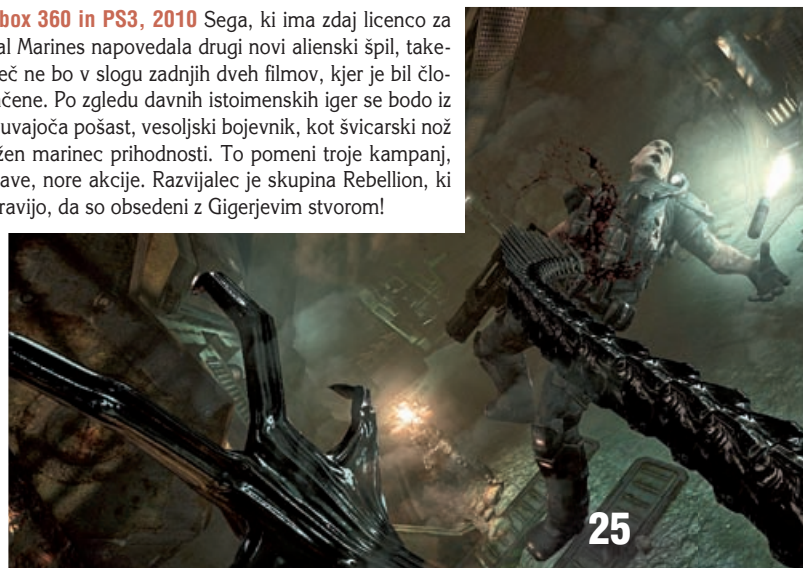 box 360 in PS3, 2010 Sega, ki ima zdaj licenco za
al Marines napovedala drugi novi alienski špil, take-
eč ne bo v slogu zadnjih dveh filmov, kjer je bil člo-
čene. Po zgledu davnih istoimenskih iger se bodo iz
uvajoča pošast, vesoljski bojevnik, kot švicarski nož
žen marinec prihodnosti. To pomeni troje kampanj,
ave, nore akcije. Razvijalec je skupina Rebellion, ki
ravijo, da so obsedeni z Gigerjevim stvorom!
25